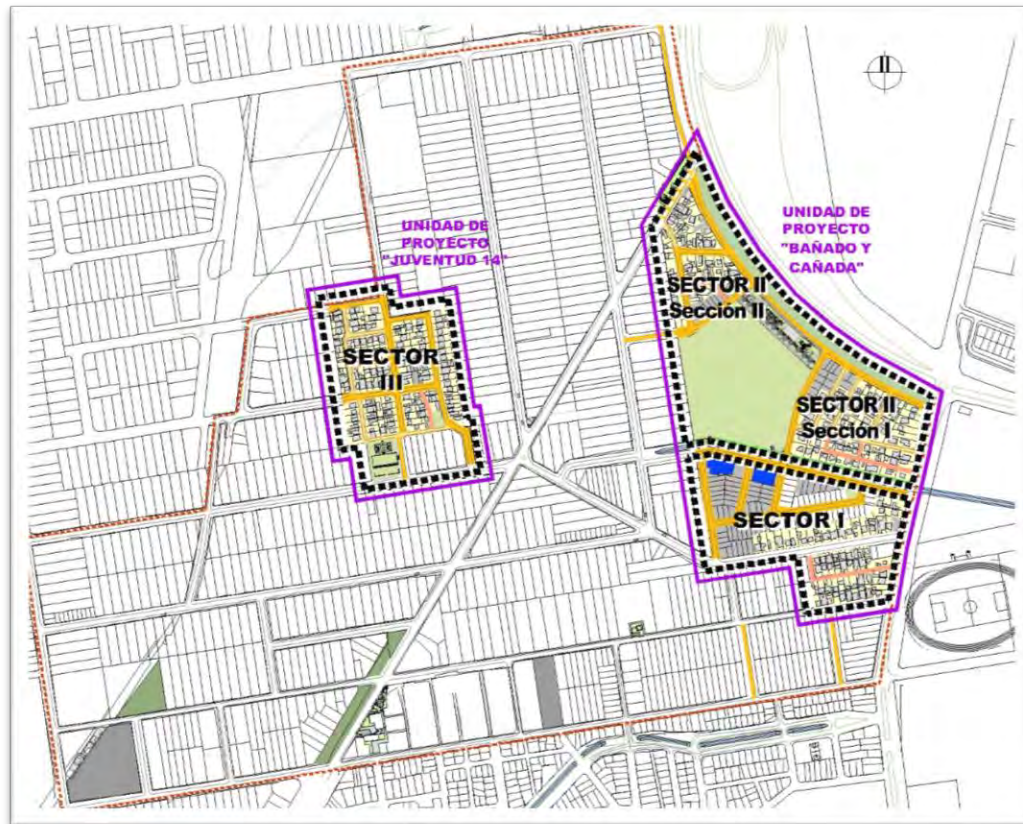 UNIDAD DE
PROYECTO
"JUVENTUD 14"
UNIDAD DE
PROYECTO
"BAÑADO Y
CAÑADA"
SECTOR II
Sección II
SECTOR
III
SECTOR II
Sección I
SECTOR I